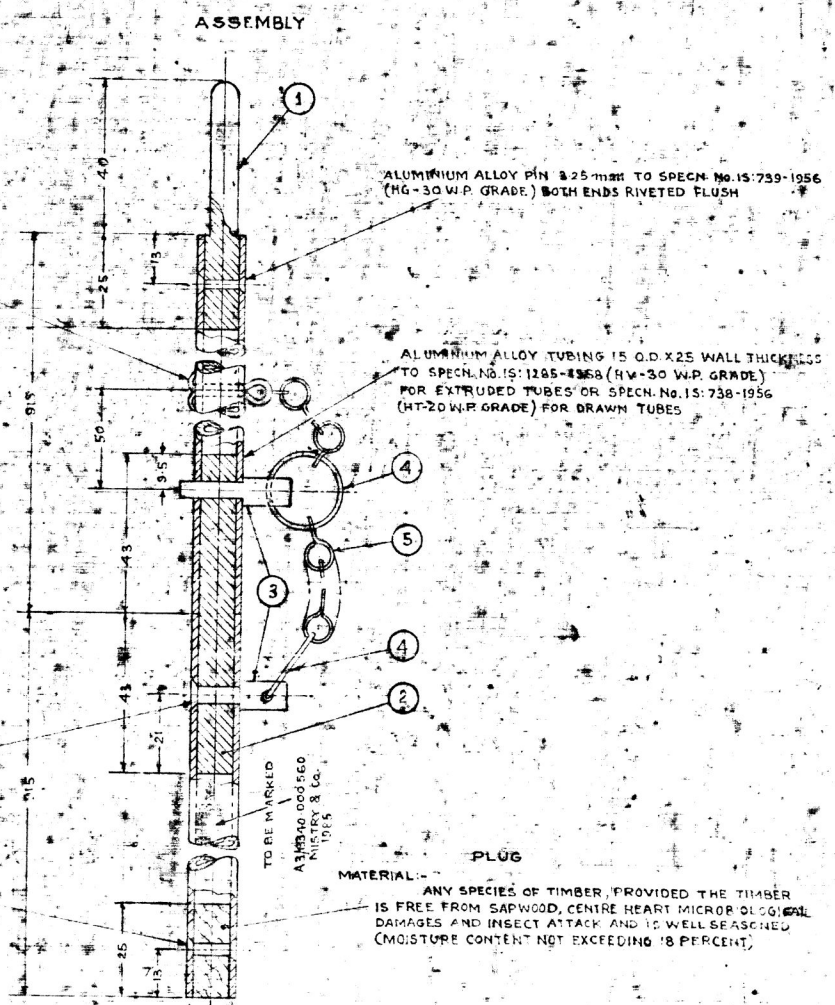 ASSEMBLY
1
40
ALUMINIUM ALLOY PIN 3.25 mm TO SPECN. No. IS:739-1956
(HG-30 W.P. GRADE) BOTH ENDS RIVETED FLUSH
13
25
ALUMINIUM ALLOY TUBING 15 O.D. X 2.5 WALL THICKNESS
TO SPECN. No. IS: 1285-1958 (HV-30 W.P. GRADE)
FOR EXTRUDED TUBES OR SPECN. No. IS: 738-1956
(HT-20 W.P. GRADE) FOR DRAWN TUBES
915
50
9.5
4
5
43
3
4
2
43
21
915
TO BE MARKED
MISTRY & Co.
1985
PLUG
MATERIAL:-
ANY SPECIES OF TIMBER, PROVIDED THE TIMBER
IS FREE FROM SAPWOOD, CENTRE HEART MICROBIOLOGICAL
DAMAGES AND INSECT ATTACK AND IS WELL SEASONED
(MOISTURE CONTENT NOT EXCEEDING 18 PERCENT)
25
13